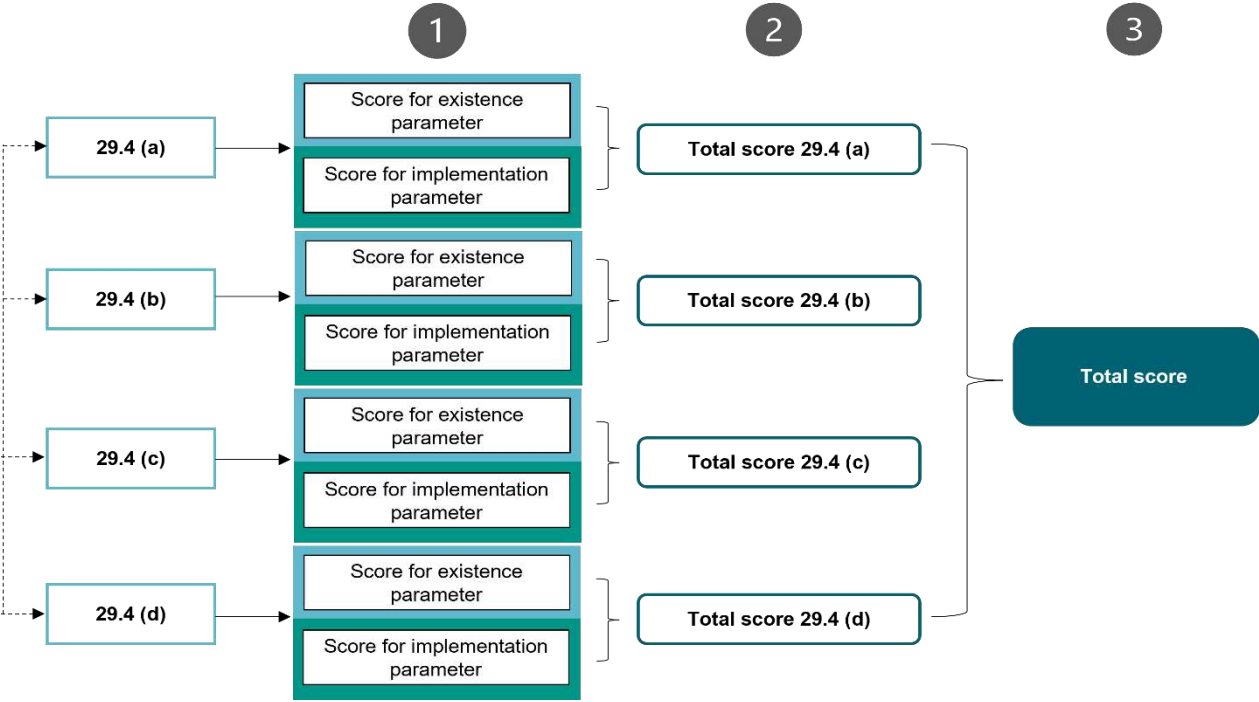 1
2
3
29.4 (a)
Score for existence
parameter
Score for implementation
parameter
Total score 29.4 (a)
29.4 (b)
Score for existence
parameter
Score for implementation
parameter
Total score 29.4 (b)
Total score
29.4 (c)
Score for existence
parameter
Score for implementation
parameter
Total score 29.4 (c)
29.4 (d)
Score for existence
parameter
Score for implementation
parameter
Total score 29.4 (d)